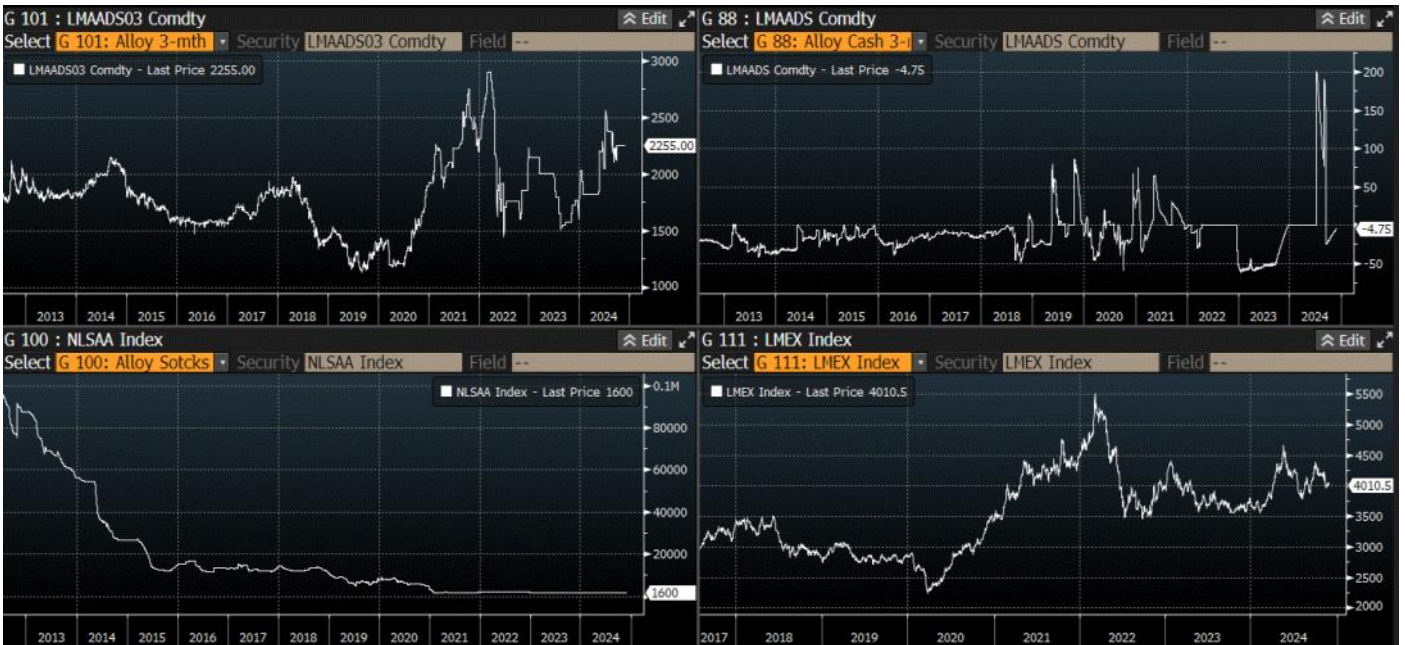 G 101 : LMAADS03 Comdty
Edit
Select G 101: Alloy 3-mth Security LMAADS03 Comdty Field --
LMAADS03 Comdty - Last Price 2255.00
3000
2500
2255.00
2000
1500
1000
2013 2014 2015 2016 2017 2018 2019 2020 2021 2022 2023 2024
G 88 : LMAADS Comdty
Edit
Select G 88: Alloy Cash 3- Security LMAADS Comdty Field --
LMAADS Comdty - Last Price -4.75
200
150
100
50
-4.75
-50
2013 2014 2015 2016 2017 2018 2019 2020 2021 2022 2023 2024
G 100 : NLSAA Index
Edit
Select G 100: Alloy Sotcks Security NLSAA Index Field --
NLSAA Index - Last Price 1600
0.1M
80000
60000
40000
20000
1600
2013 2014 2015 2016 2017 2018 2019 2020 2021 2022 2023 2024
G 111 : LMEX Index
Edit
Select G 111: LMEX Index Security LMEX Index Field --
LMEX Index - Last Price 4010.5
5500
5000
4500
4010.5
3500
3000
2500
2000
2017 2018 2019 2020 2021 2022 2023 2024